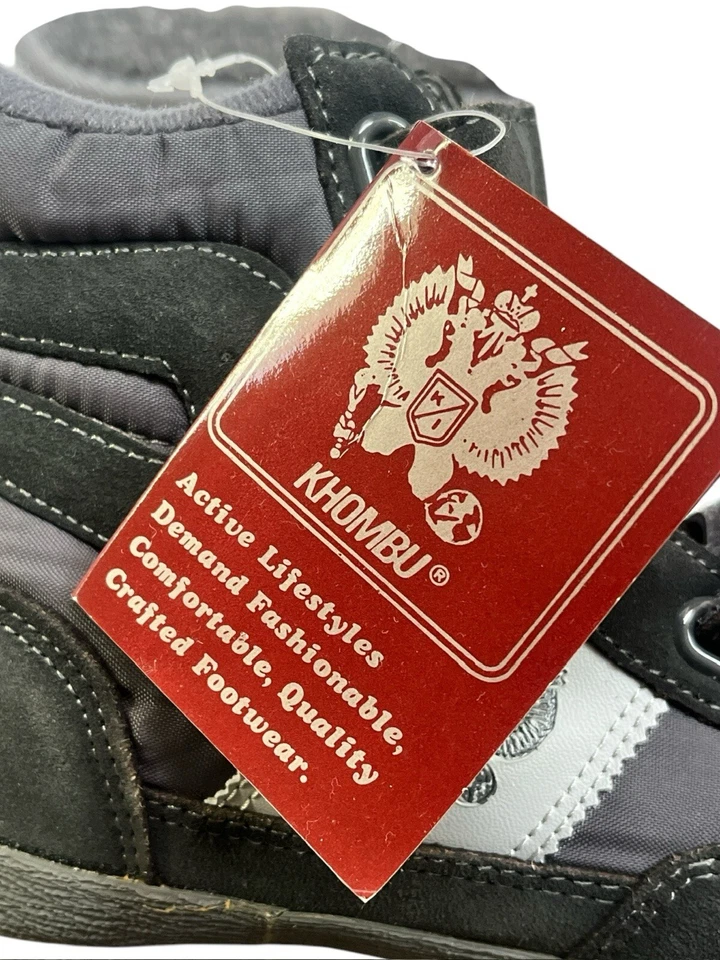 K
I
KHOMBU®
Active Lifestyles
Demand Fashionable,
Comfortable, Quality
Crafted Footwear.